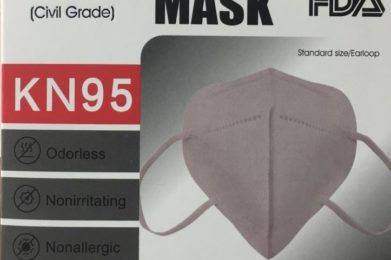 (Civil Grade)
MASK
FDA
Standard size/Earloop
KN95
Odorless
Nonirritating
Nonallergic